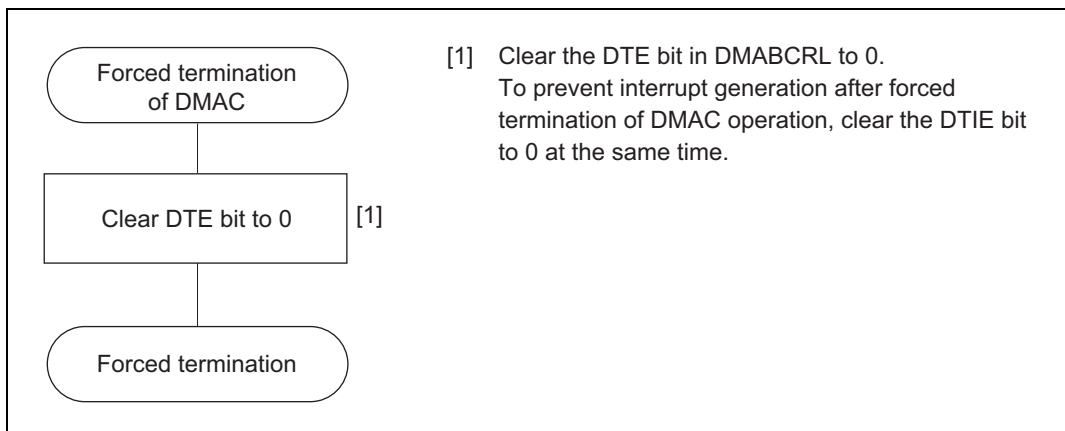 Forced termination
of DMAC
[1] Clear the DTE bit in DMABCRL to 0.
To prevent interrupt generation after forced
termination of DMAC operation, clear the DTIE bit
to 0 at the same time.
Clear DTE bit to 0
[1]
Forced termination